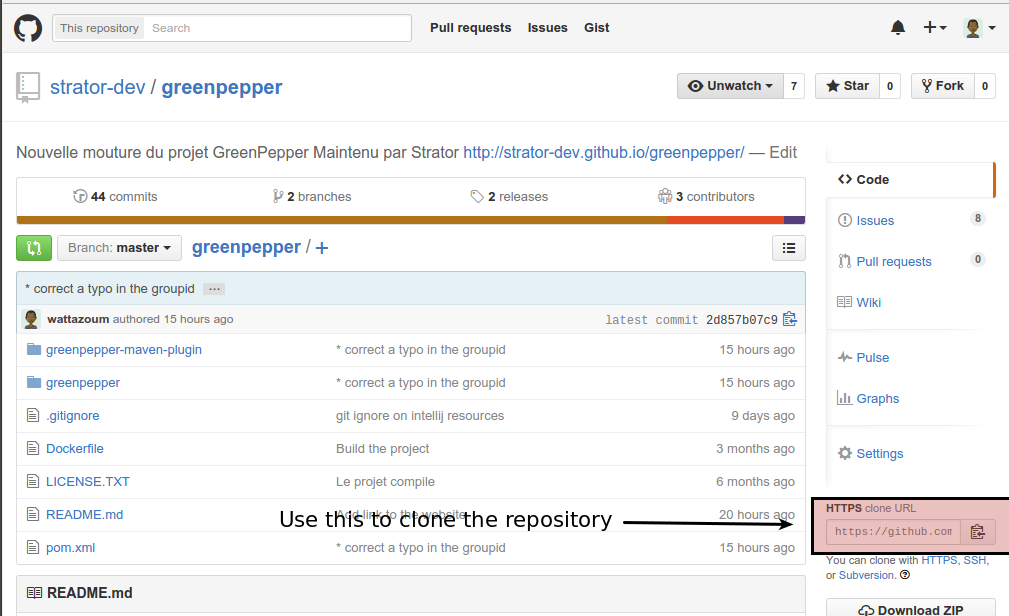 This repository Search Pull requests Issues Gist
strator-dev / greenpepper Unwatch 7 Star 0 Fork 0
Nouvelle mouture du projet GreenPepper Maintenu par Strator http://strator-dev.github.io/greenpepper/ — Edit
44 commits 2 branches 2 releases 3 contributors
Branch: master greenpepper / +
* correct a typo in the groupid ...
wattazoum authored 15 hours ago latest commit 2d857b07c9
greenpepper-maven-plugin * correct a typo in the groupid 15 hours ago
greenpepper * correct a typo in the groupid 15 hours ago
.gitignore git ignore on intellij resources 9 days ago
Dockerfile Build the project 3 months ago
LICENSE.TXT Le projet compile 6 months ago
README.md Add link to the website 20 hours ago
Use this to clone the repository
pom.xml * correct a typo in the groupid 15 hours ago
README.md
Code
Issues 8
Pull requests 0
Wiki
Pulse
Graphs
Settings
HTTPS clone URL
https://github.com
You can clone with HTTPS, SSH,
or Subversion.
Download ZIP